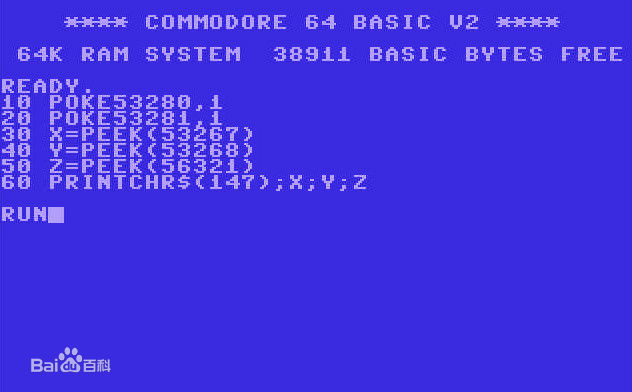 **** COMMODORE 64 BASIC V2 ****
64K RAM SYSTEM  38911 BASIC BYTES FREE
READY.
10 POKE53280,1
20 POKE53281,1
30 X=PEEK(53267)
40 Y=PEEK(53268)
50 Z=PEEK(56321)
60 PRINTCHR$(147);X;Y;Z
RUN
Bai百科